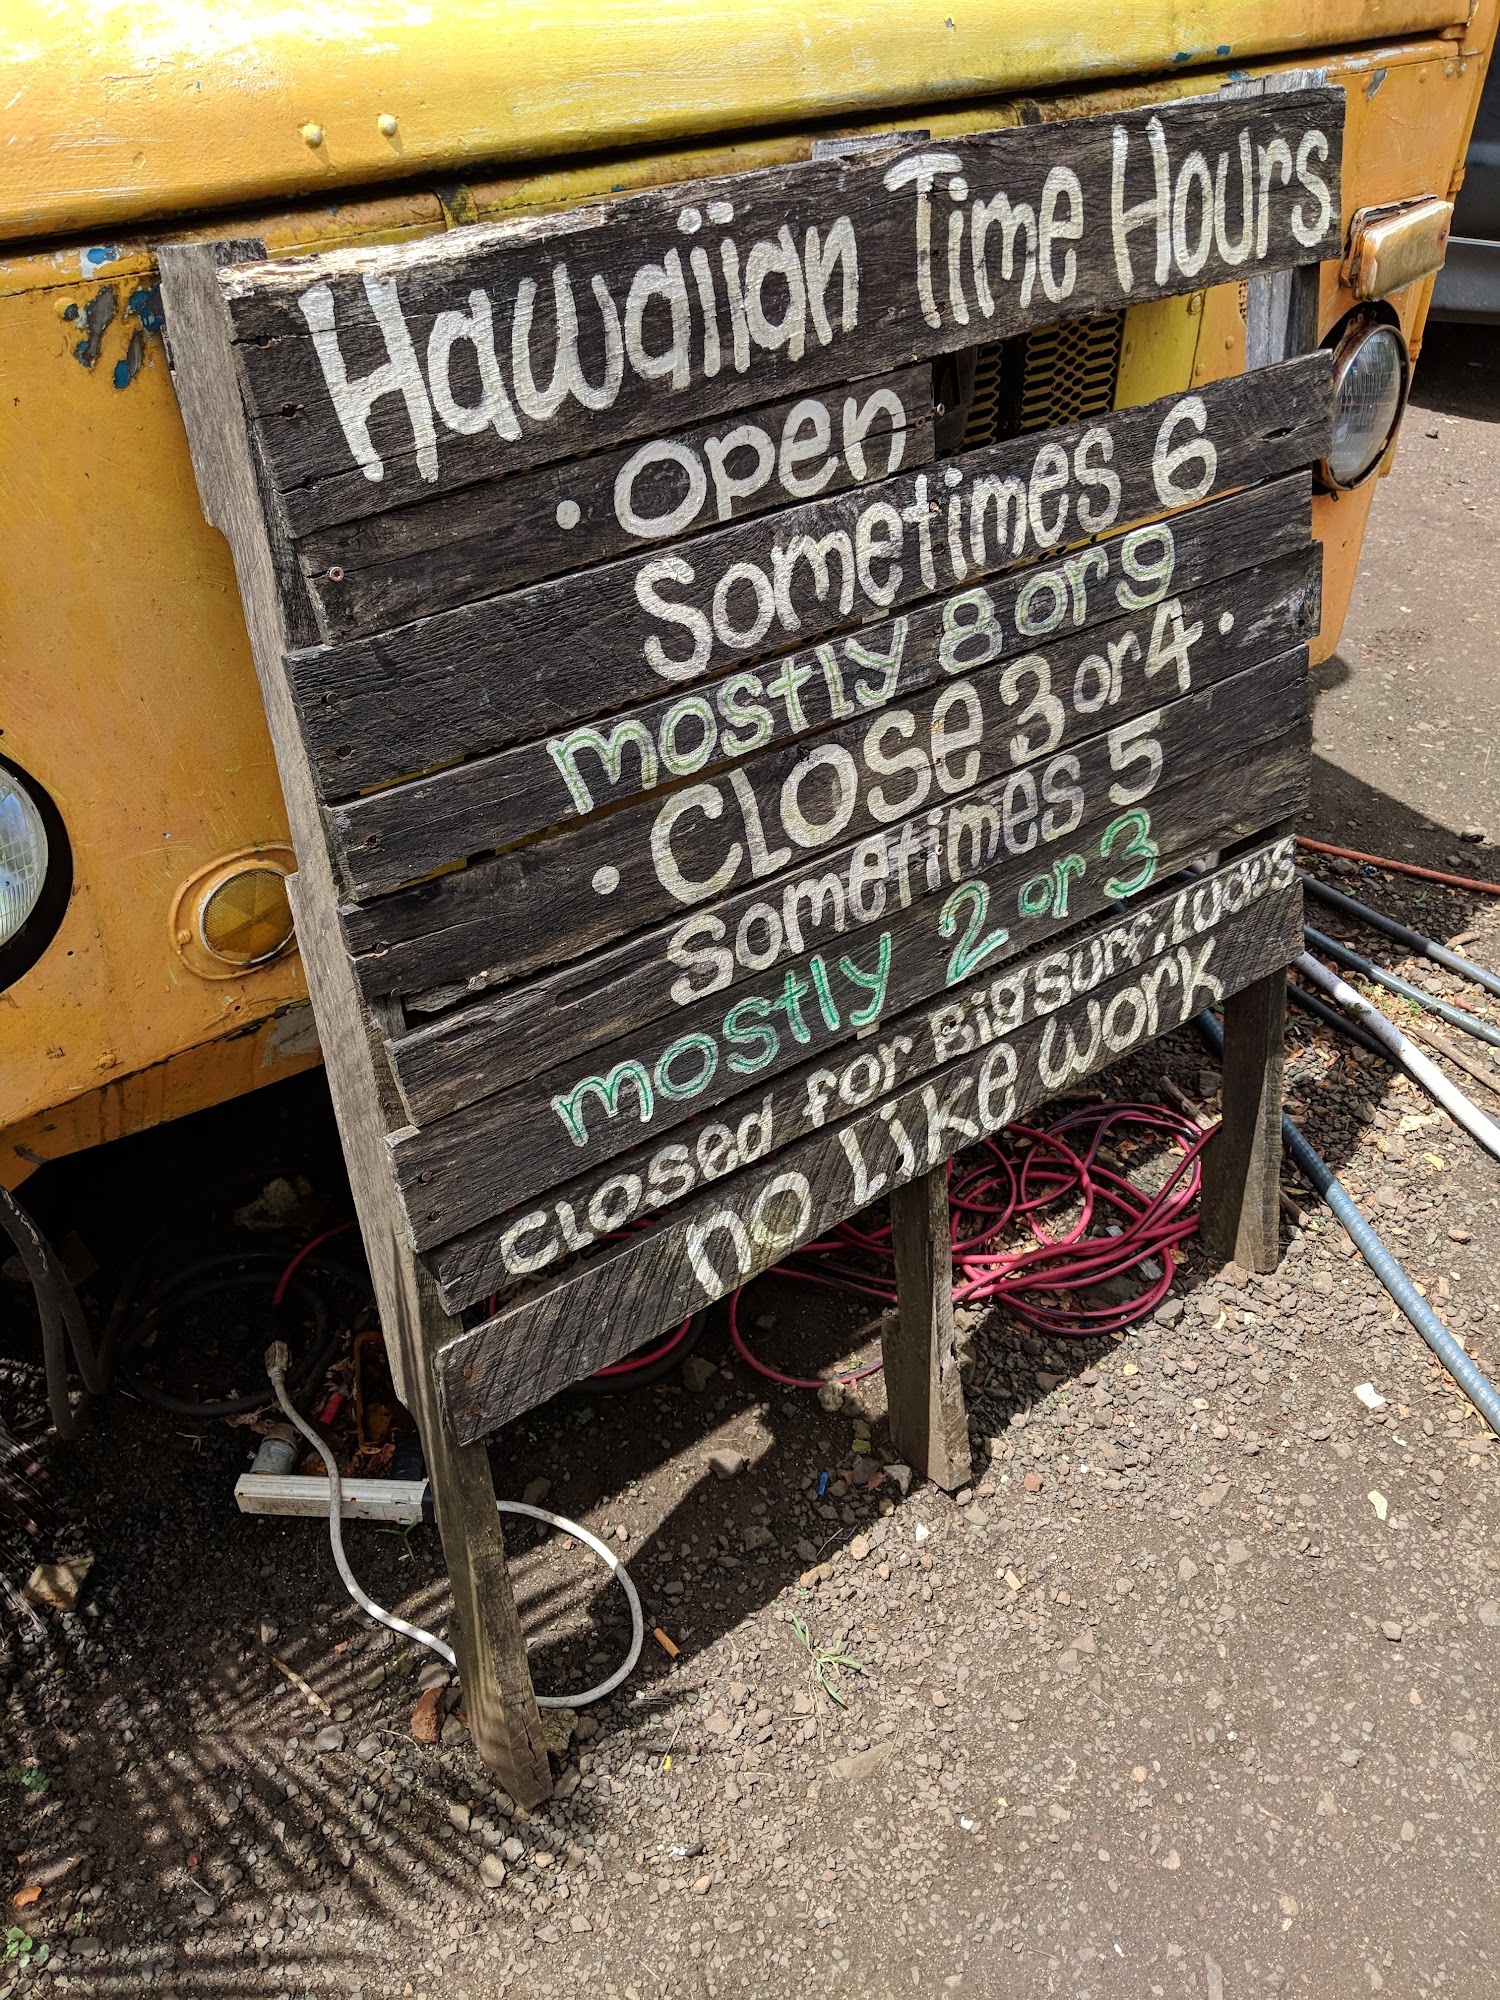 Hawaiian Time Hours
• open
Sometimes 6
mostly 8 or 9
• Close 3 or 4 •
Sometimes 5
mostly 2 or 3
closed for Big surf, luaus
no like work